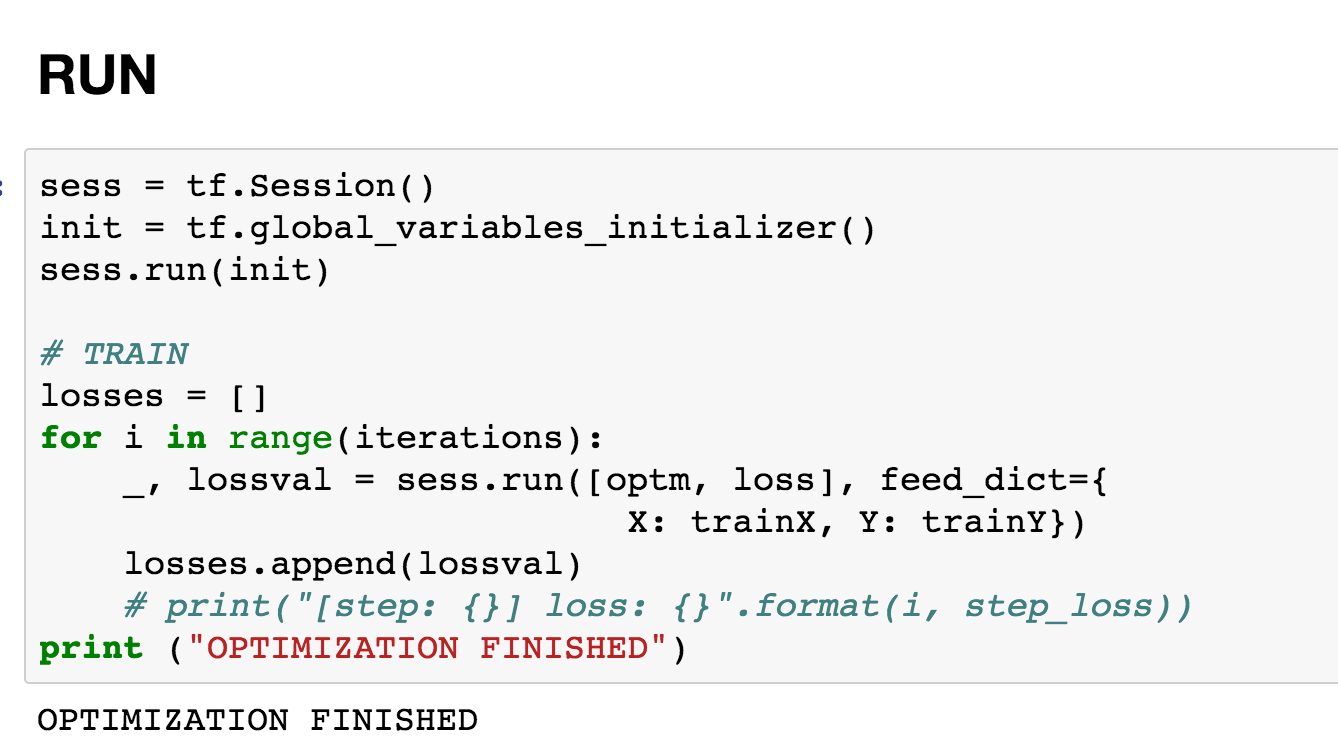 RUN
:
sess = tf.Session()
init = tf.global_variables_initializer()
sess.run(init)
# TRAIN
losses = []
for i in range(iterations):
    _, lossval = sess.run([optm, loss], feed_dict={
                            X: trainX, Y: trainY})
    losses.append(lossval)
    # print("[step: {}] loss: {}".format(i, step_loss))
print ("OPTIMIZATION FINISHED")
OPTIMIZATION FINISHED